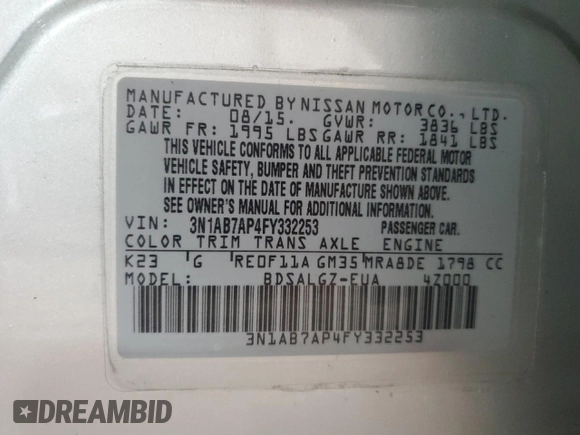 MANUFACTURED BY NISSAN MOTOR CO., LTD.
DATE: 08/15. GVWR: 3836 LBS
GAWR FR: 1995 LBS GAWR RR: 1841 LBS
THIS VEHICLE CONFORMS TO ALL APPLICABLE FEDERAL MOTOR
VEHICLE SAFETY, BUMPER AND THEFT PREVENTION STANDARDS
IN EFFECT ON THE DATE OF MANUFACTURE SHOWN ABOVE.
SEE OWNER'S MANUAL FOR ADDITIONAL INFORMATION.
VIN: 3N1AB7AP4FY332253 PASSENGER CAR.
COLOR TRIM TRANS AXLE ENGINE
K23 G RE0F11A GM35 MRA8DE 1798 CC
MODEL: BDSALGZ-EUA 4Z000
3N1AB7AP4FY332253
DREAMBID